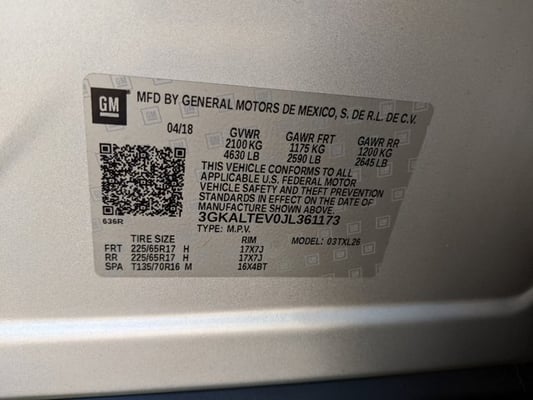 GM
MFD BY GENERAL MOTORS DE MEXICO, S. DE R.L. DE C.V.
04/18 GVWR GAWR FRT GAWR RR
2100 KG 1175 KG 1200 KG
4630 LB 2590 LB 2645 LB
THIS VEHICLE CONFORMS TO ALL
APPLICABLE U.S. FEDERAL MOTOR
VEHICLE SAFETY AND THEFT PREVENTION
STANDARDS IN EFFECT ON THE DATE OF
MANUFACTURE SHOWN ABOVE.
3GKALTEV0JL361173
636R
TYPE: M.P.V.
TIRE SIZE RIM MODEL: 03TXL26
FRT 225/65R17 H 17X7J
RR 225/65R17 H 17X7J
SPA T135/70R16 M 16X4BT